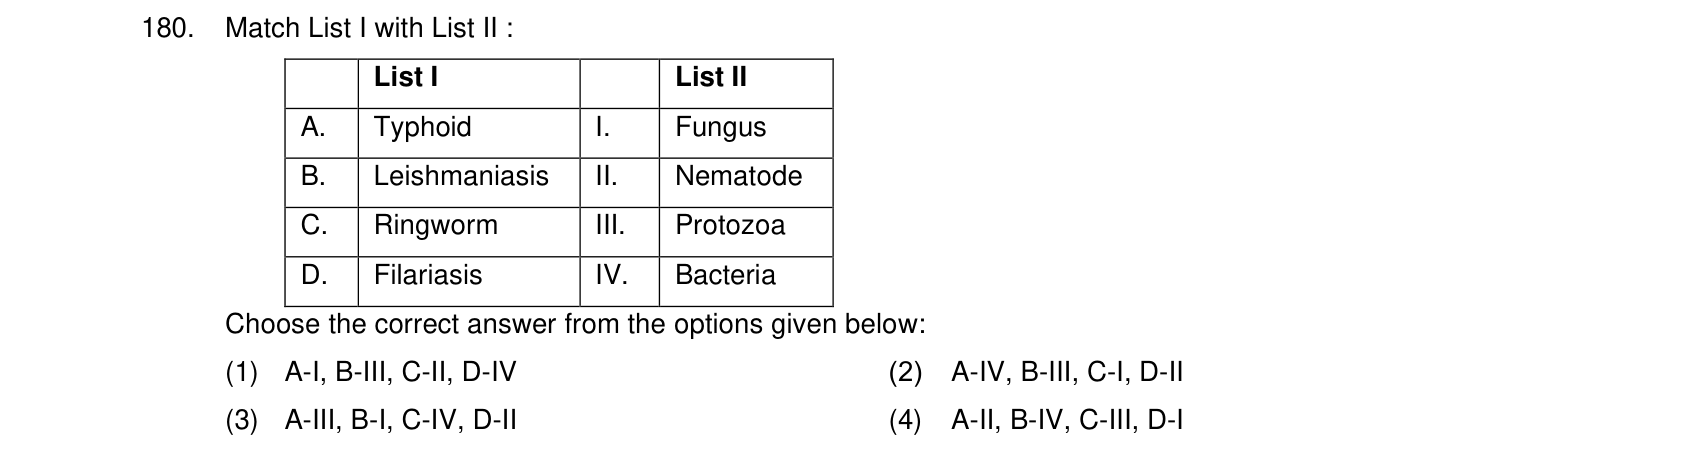 180. Match List I with List II :
List I List II
A. Typhoid I. Fungus
B. Leishmaniasis II. Nematode
C. Ringworm III. Protozoa
D. Filariasis IV. Bacteria
Choose the correct answer from the options given below:
(1) A-I, B-III, C-II, D-IV (2) A-IV, B-III, C-I, D-II
(3) A-III, B-I, C-IV, D-II (4) A-II, B-IV, C-III, D-I